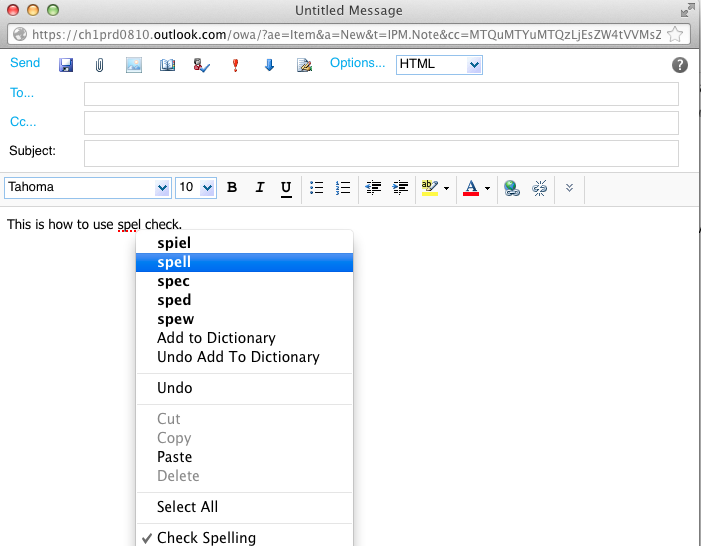 Untitled Message
https://ch1prd0810.outlook.com/owa/?ae=Item&a=New&t=IPM.Note&cc=MTQuMTYuMTQzLjEsZW4tVVMsZ
Send Options... HTML ?
To...
Cc...
Subject:
Tahoma 10 B I U ab A
This is how to use spel check.
spiel
spell
spec
sped
spew
Add to Dictionary
Undo Add To Dictionary
Undo
Cut
Copy
Paste
Delete
Select All
✓ Check Spelling